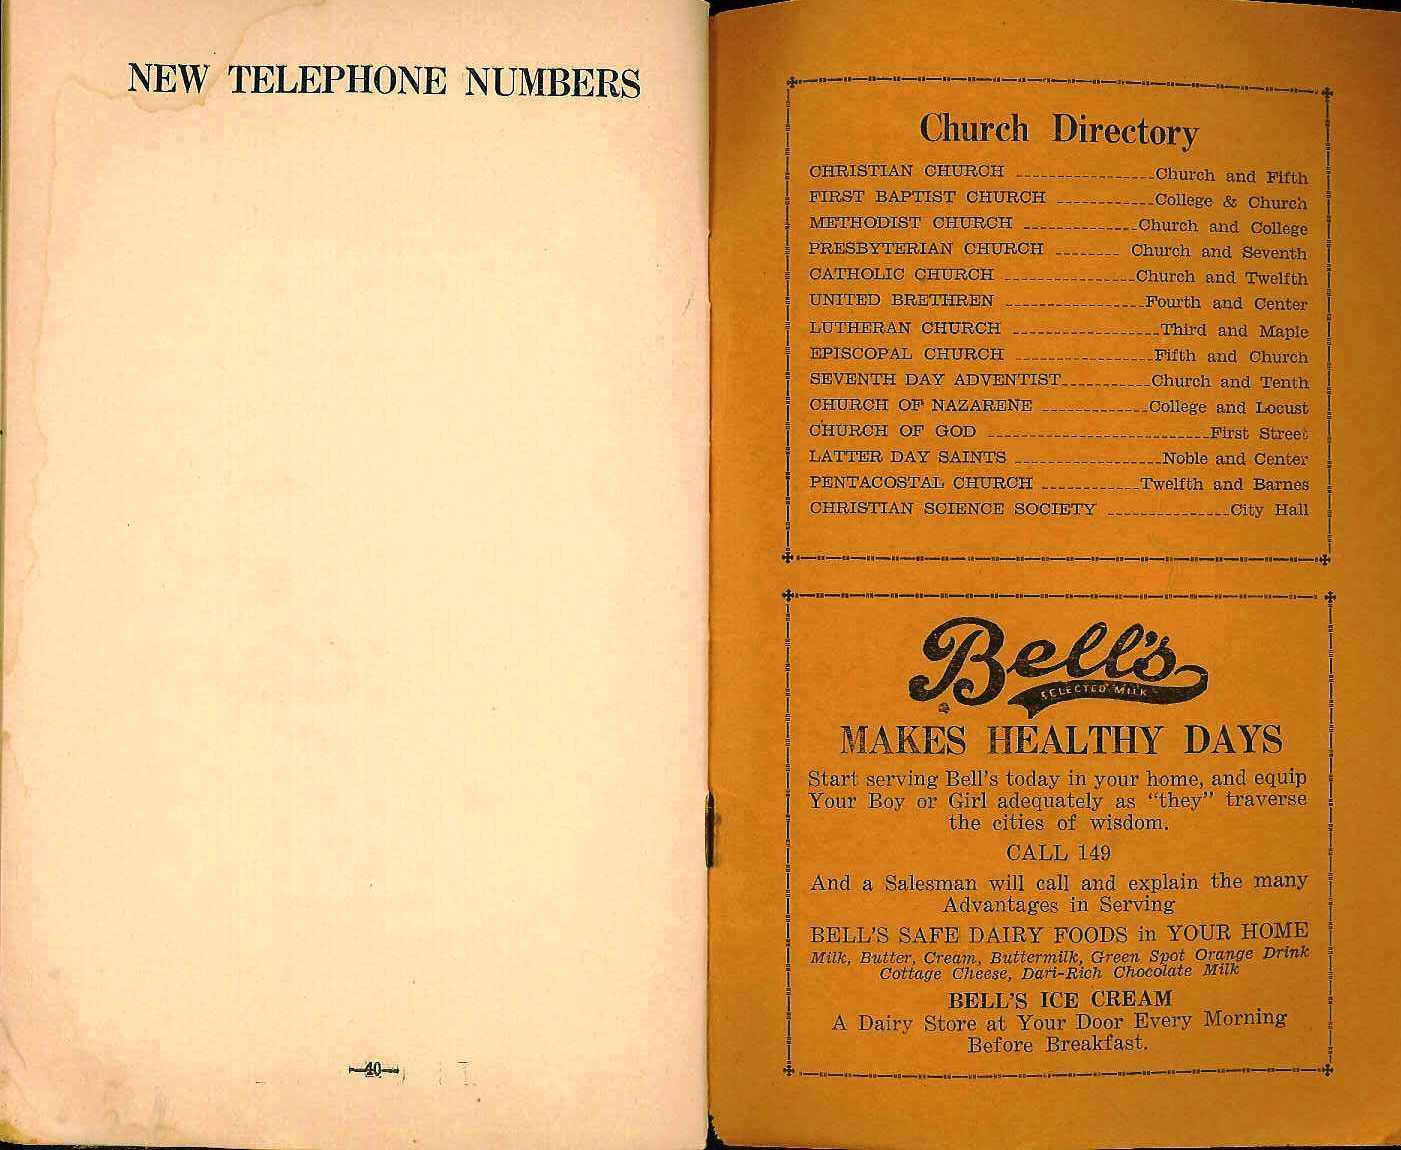 NEW TELEPHONE NUMBERS
40
Church Directory
CHRISTIAN CHURCH -----------------Church and Fifth
FIRST BAPTIST CHURCH ------------College & Church
METHODIST CHURCH --------------Church and College
PRESBYTERIAN CHURCH -------- Church and Seventh
CATHOLIC CHURCH ----------------Church and Twelfth
UNITED BRETHREN -----------------Fourth and Center
LUTHERAN CHURCH ------------------Third and Maple
EPISCOPAL CHURCH -----------------Fifth and Church
SEVENTH DAY ADVENTIST-----------Church and Tenth
CHURCH OF NAZARENE -------------College and Locust
CHURCH OF GOD ---------------------------First Street
LATTER DAY SAINTS ------------------Noble and Center
PENTACOSTAL CHURCH ------------Twelfth and Barnes
CHRISTIAN SCIENCE SOCIETY ---------------City Hall
Bell's
SELECTED MILK
MAKES HEALTHY DAYS
Start serving Bell's today in your home, and equip
Your Boy or Girl adequately as "they" traverse
the cities of wisdom.
CALL 149
And a Salesman will call and explain the many
Advantages in Serving
BELL'S SAFE DAIRY FOODS in YOUR HOME
Milk, Butter, Cream, Buttermilk, Green Spot Orange Drink
Cottage Cheese, Dari-Rich Chocolate Milk
BELL'S ICE CREAM
A Dairy Store at Your Door Every Morning
Before Breakfast.